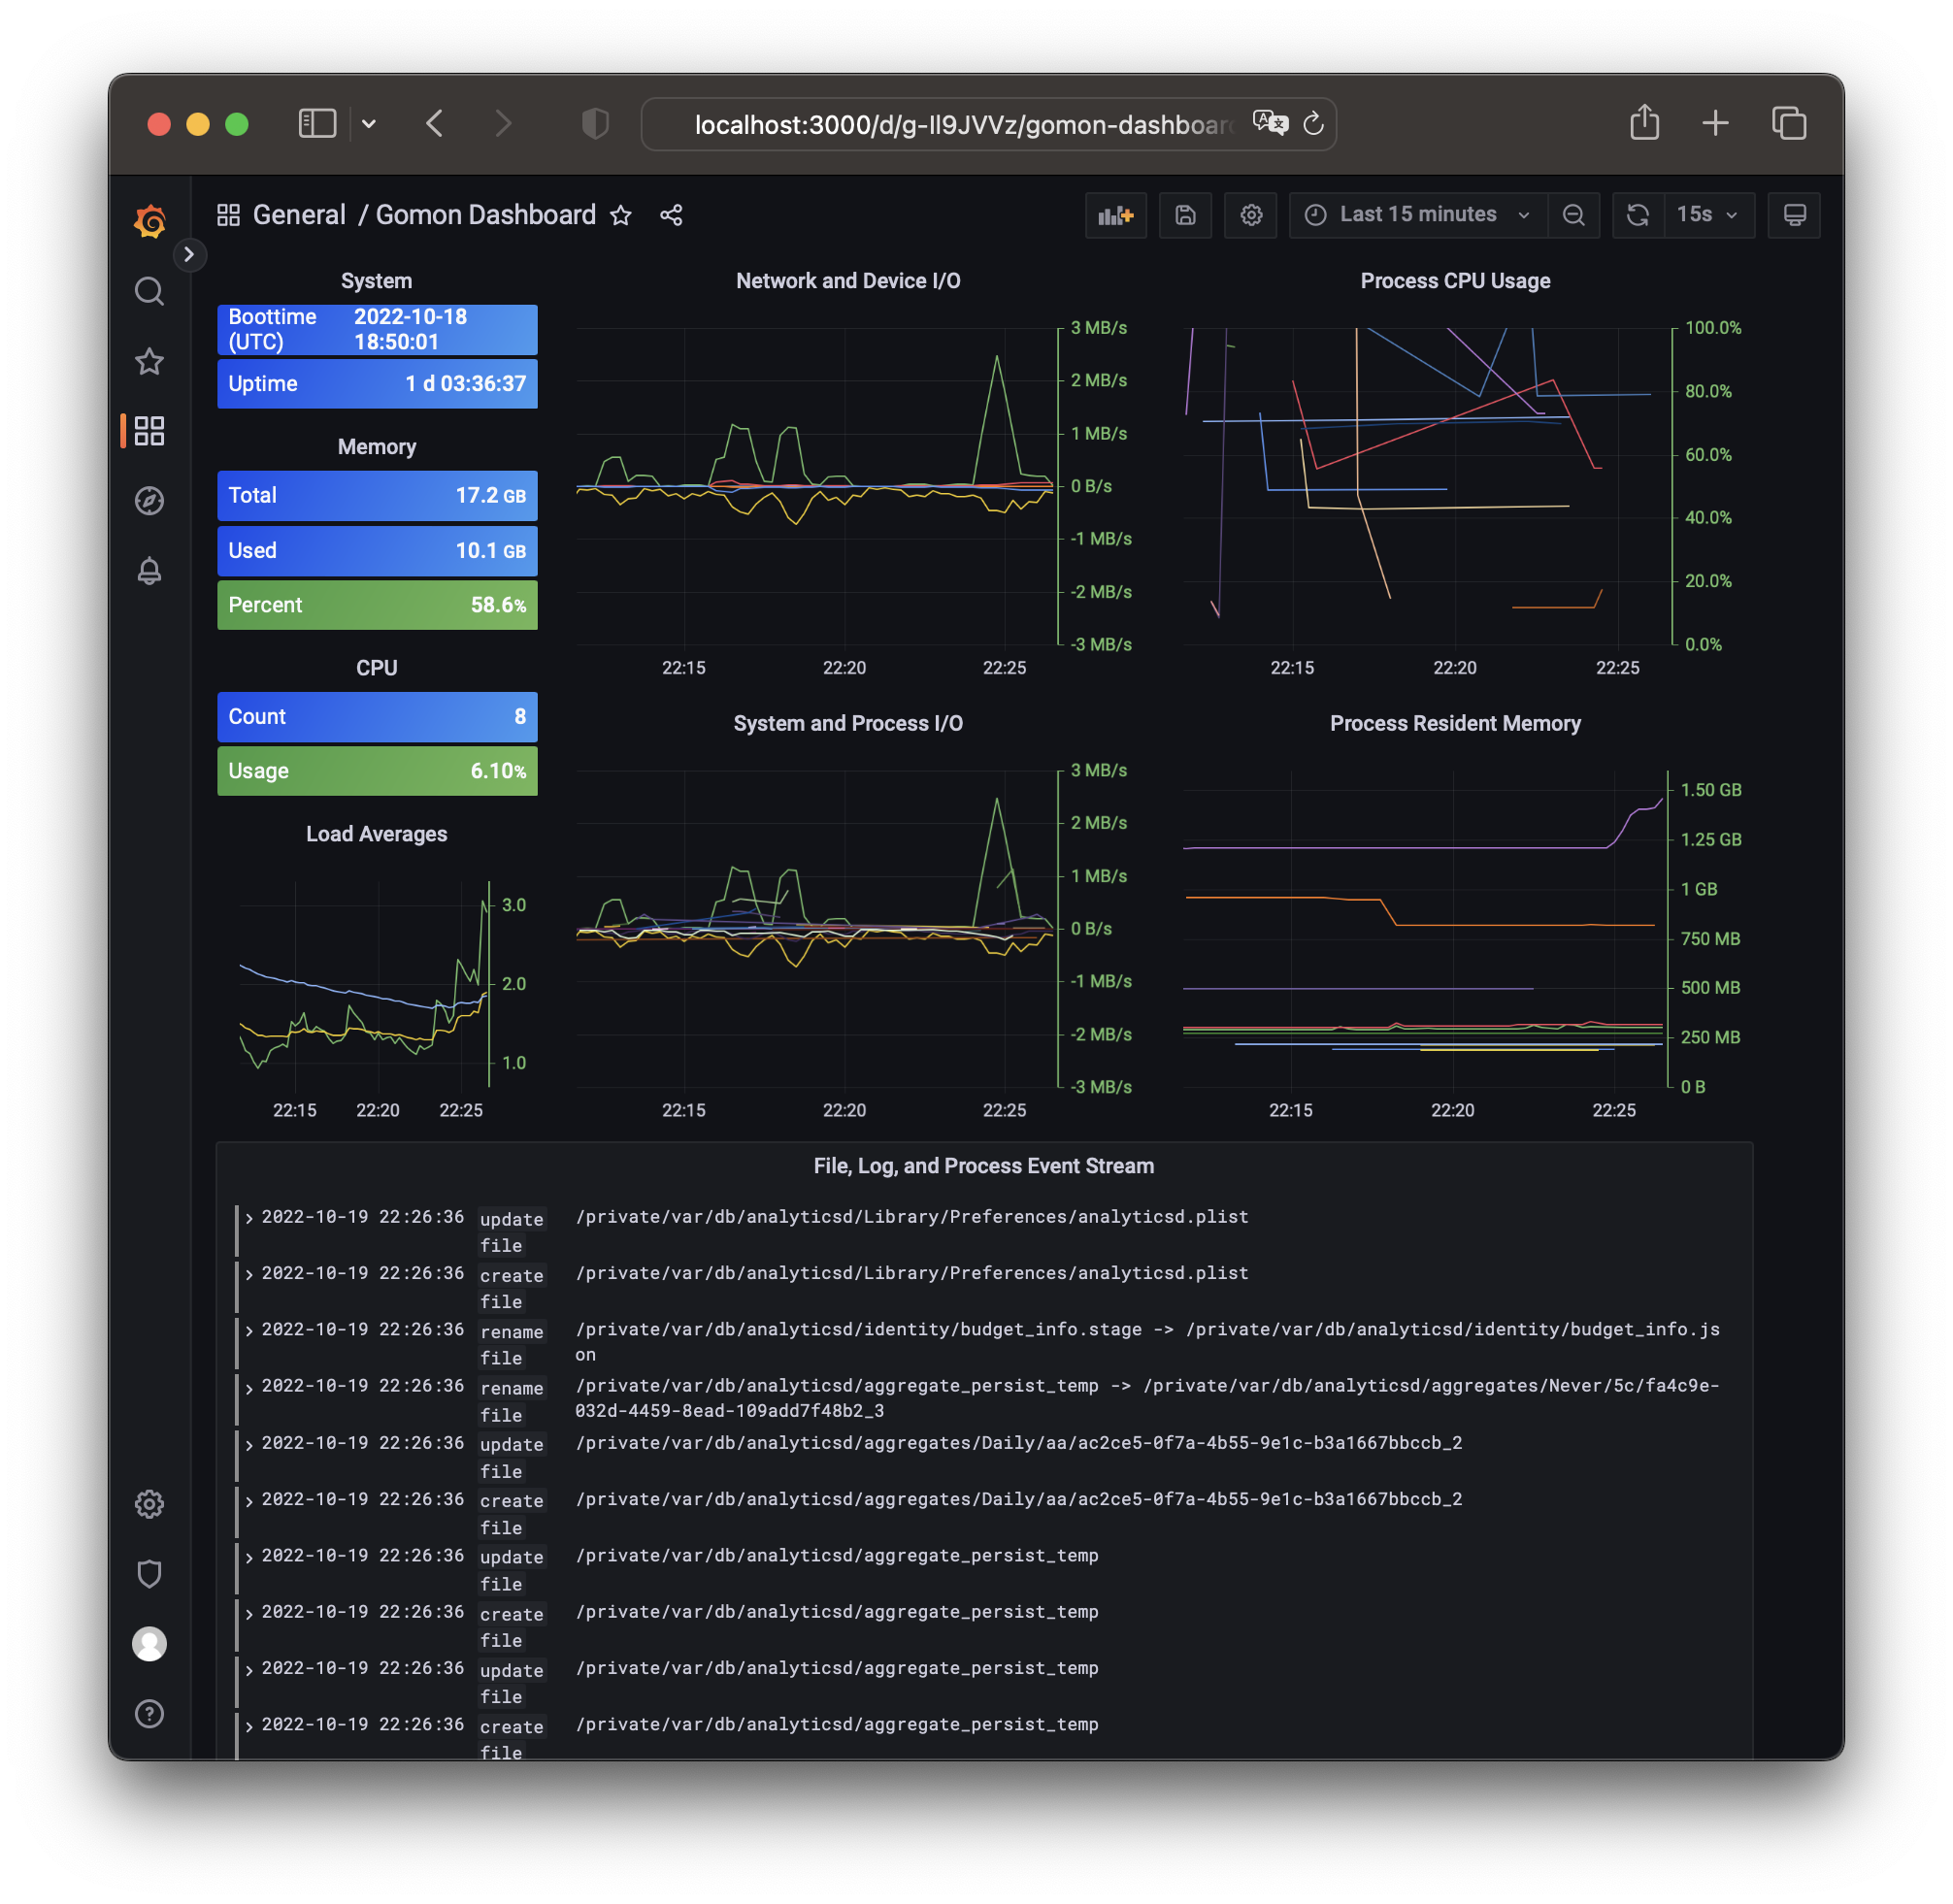 localhost:3000/d/g-Il9JVVz/gomon-dashboard
General / Gomon Dashboard
Last 15 minutes
15s
System
Boottime (UTC) 2022-10-18 18:50:01
Uptime 1 d 03:36:37
Memory
Total 17.2 GB
Used 10.1 GB
Percent 58.6%
CPU
Count 8
Usage 6.10%
Load Averages
3.0
2.0
1.0
22:15 22:20 22:25
Network and Device I/O
3 MB/s
2 MB/s
1 MB/s
0 B/s
-1 MB/s
-2 MB/s
-3 MB/s
22:15 22:20 22:25
System and Process I/O
3 MB/s
2 MB/s
1 MB/s
0 B/s
-1 MB/s
-2 MB/s
-3 MB/s
22:15 22:20 22:25
Process CPU Usage
100.0%
80.0%
60.0%
40.0%
20.0%
0.0%
22:15 22:20 22:25
Process Resident Memory
1.50 GB
1.25 GB
1 GB
750 MB
500 MB
250 MB
0 B
22:15 22:20 22:25
File, Log, and Process Event Stream
2022-10-19 22:26:36 update file /private/var/db/analyticsd/Library/Preferences/analyticsd.plist
2022-10-19 22:26:36 create file /private/var/db/analyticsd/Library/Preferences/analyticsd.plist
2022-10-19 22:26:36 rename file /private/var/db/analyticsd/identity/budget_info.stage -> /private/var/db/analyticsd/identity/budget_info.js
on
2022-10-19 22:26:36 rename file /private/var/db/analyticsd/aggregate_persist_temp -> /private/var/db/analyticsd/aggregates/Never/5c/fa4c9e-
032d-4459-8ead-109add7f48b2_3
2022-10-19 22:26:36 update file /private/var/db/analyticsd/aggregates/Daily/aa/ac2ce5-0f7a-4b55-9e1c-b3a1667bbccb_2
2022-10-19 22:26:36 create file /private/var/db/analyticsd/aggregates/Daily/aa/ac2ce5-0f7a-4b55-9e1c-b3a1667bbccb_2
2022-10-19 22:26:36 update file /private/var/db/analyticsd/aggregate_persist_temp
2022-10-19 22:26:36 create file /private/var/db/analyticsd/aggregate_persist_temp
2022-10-19 22:26:36 update file /private/var/db/analyticsd/aggregate_persist_temp
2022-10-19 22:26:36 create file /private/var/db/analyticsd/aggregate_persist_temp